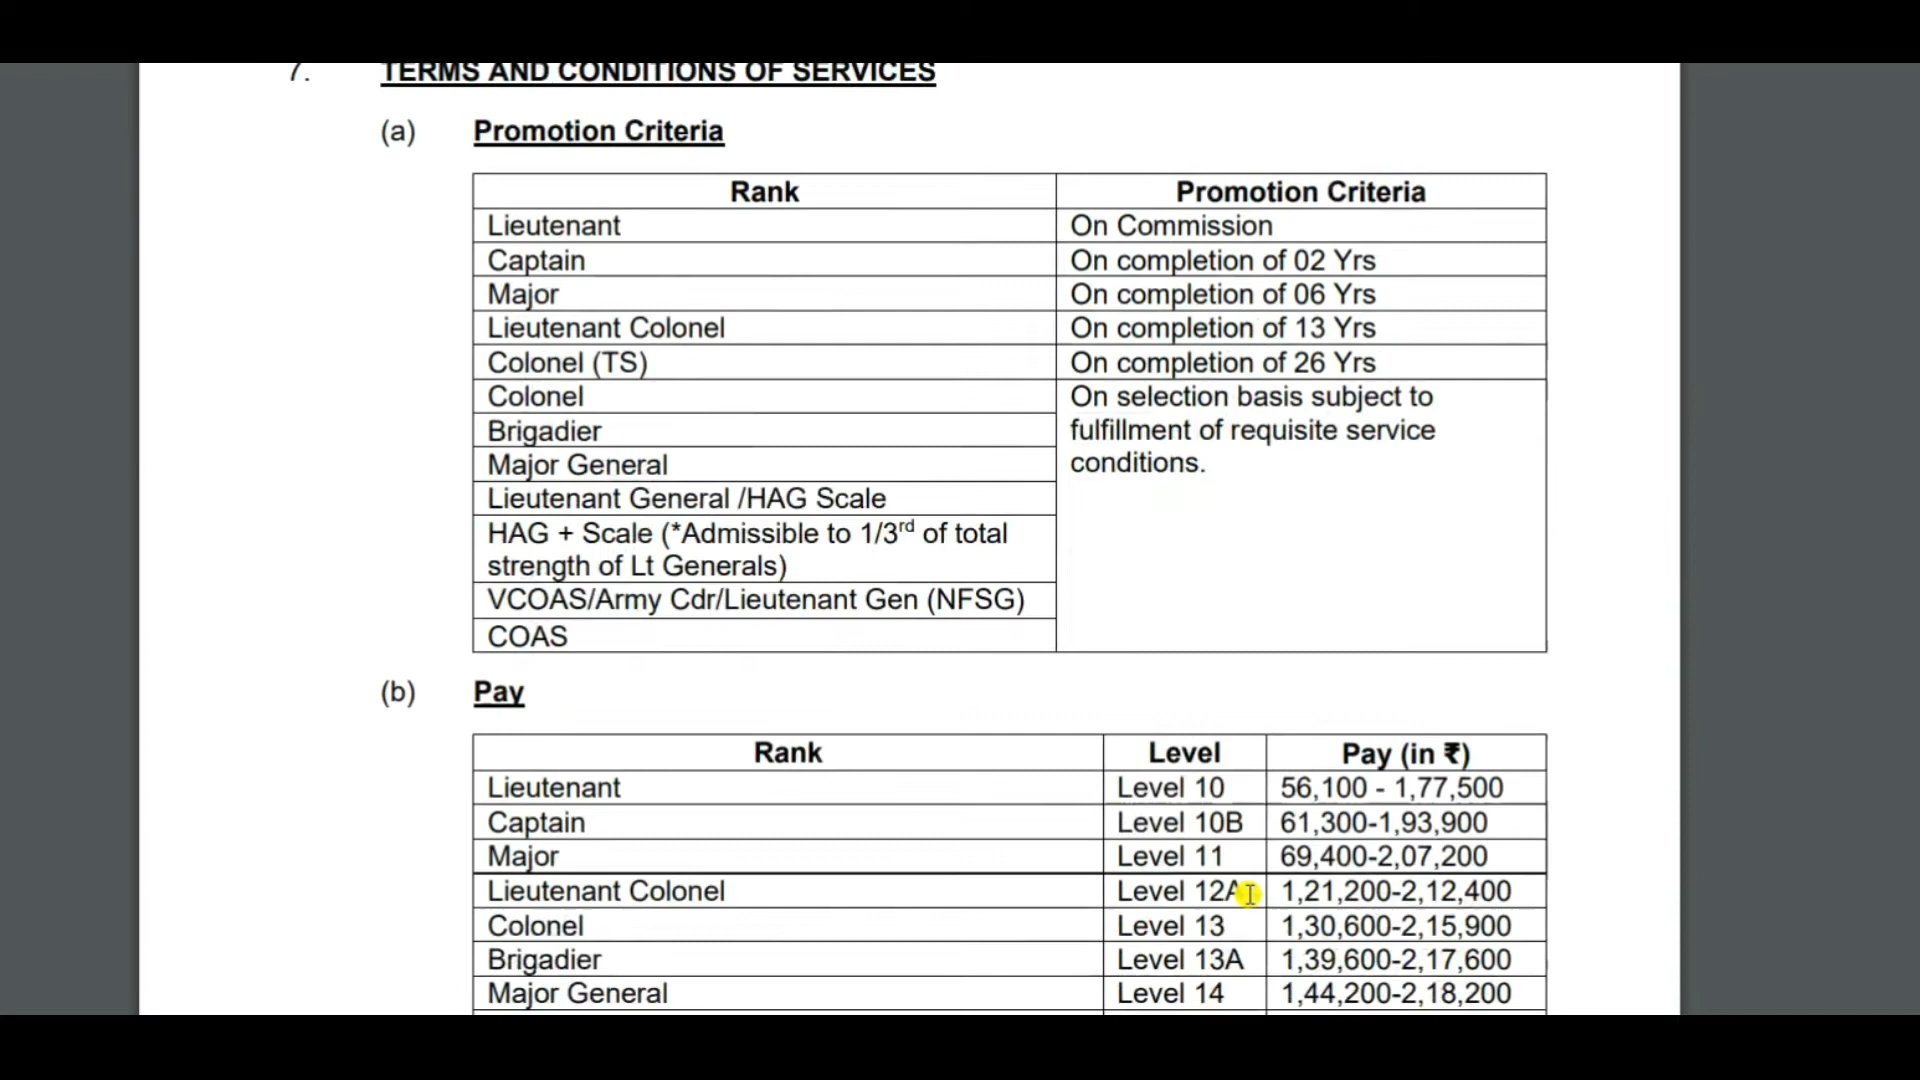 7. TERMS AND CONDITIONS OF SERVICES
(a) Promotion Criteria
Rank Promotion Criteria
Lieutenant On Commission
Captain On completion of 02 Yrs
Major On completion of 06 Yrs
Lieutenant Colonel On completion of 13 Yrs
Colonel (TS) On completion of 26 Yrs
Colonel On selection basis subject to
Brigadier fulfillment of requisite service
Major General conditions.
Lieutenant General /HAG Scale
HAG + Scale (*Admissible to 1/3rd of total
strength of Lt Generals)
VCOAS/Army Cdr/Lieutenant Gen (NFSG)
COAS
(b) Pay
Rank Level Pay (in ₹)
Lieutenant Level 10 56,100 - 1,77,500
Captain Level 10B 61,300-1,93,900
Major Level 11 69,400-2,07,200
Lieutenant Colonel Level 12A 1,21,200-2,12,400
Colonel Level 13 1,30,600-2,15,900
Brigadier Level 13A 1,39,600-2,17,600
Major General Level 14 1,44,200-2,18,200